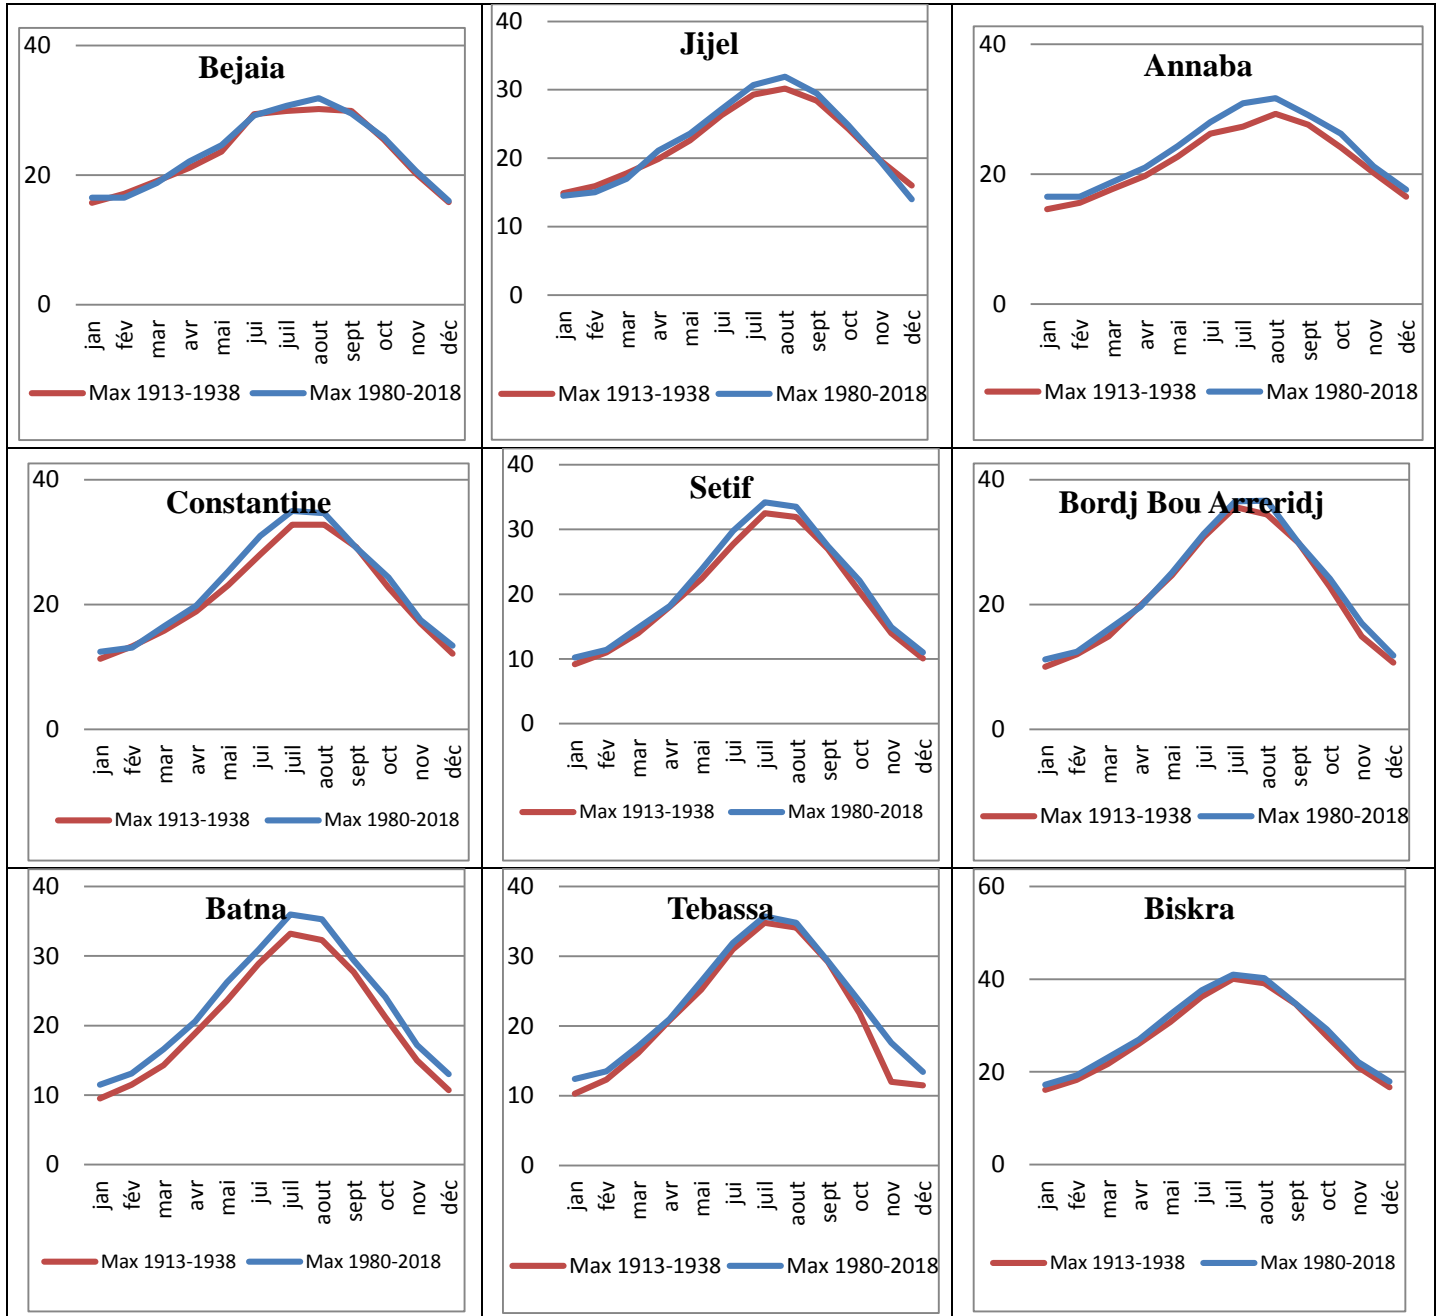 Bejaia
40
20
0
jan
fév
mar
avr
mai
jui
juil
aout
sept
oct
nov
déc
Max 1913-1938
Max 1980-2018
Jijel
40
30
20
10
0
jan
fév
mar
avr
mai
jui
juil
aout
sept
oct
nov
déc
Max 1913-1938
Max 1980-2018
Annaba
40
20
0
jan
fév
mar
avr
mai
jui
juil
aout
sept
oct
nov
déc
Max 1913-1938
Max 1980-2018
Constantine
40
20
0
jan
fév
mar
avr
mai
jui
juil
aout
sept
oct
nov
déc
Max 1913-1938
Max 1980-2018
Setif
40
30
20
10
0
jan
fév
mar
avr
mai
jui
juil
aout
sept
oct
nov
déc
Max 1913-1938
Max 1980-2018
Bordj Bou Arreridj
40
20
0
jan
fév
mar
avr
mai
jui
juil
aout
sept
oct
nov
déc
Max 1913-1938
Max 1980-2018
Batna
40
30
20
10
0
jan
fév
mar
avr
mai
jui
juil
aout
sept
oct
nov
déc
Max 1913-1938
Max 1980-2018
Tebassa
40
30
20
10
0
jan
fév
mar
avr
mai
jui
juil
aout
sept
oct
nov
déc
Max 1913-1938
Max 1980-2018
Biskra
60
40
20
0
jan
fév
mar
avr
mai
jui
juil
aout
sept
oct
nov
déc
Max 1913-1938
Max 1980-2018